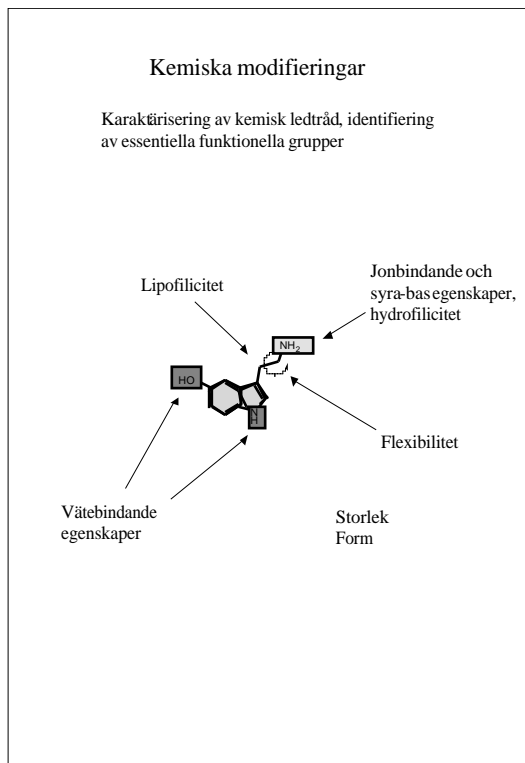 Kemiska modifieringar
Karaktärisering av kemisk ledtråd, identifiering
av essentiella funktionella grupper
Lipofilicitet
Jonbindande och
syra-bas egenskaper,
hydrofilicitet
NH2
HO
N
H
Flexibilitet
Vätebindande
egenskaper
Storlek
Form